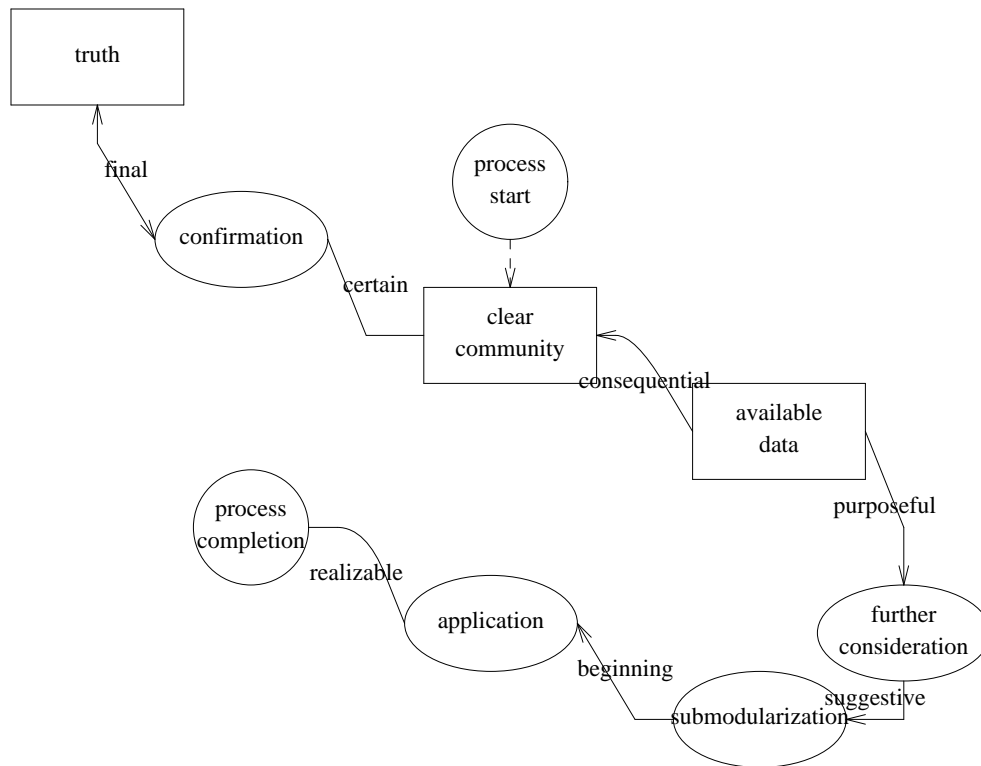 truth
final
process
start
confirmation
certain
clear
community
consequential
available
data
purposeful
process
completion
realizable
application
further
consideration
beginning
suggestive
submodularization